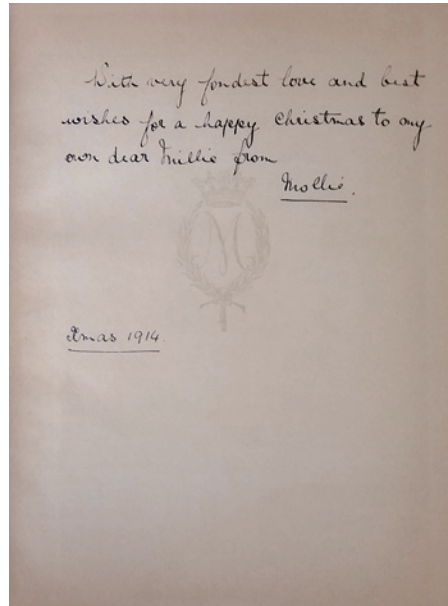 With very fondest love and best
wishes for a happy Christmas to my
own dear Millie from
Mollie.
M
Xmas 1914.